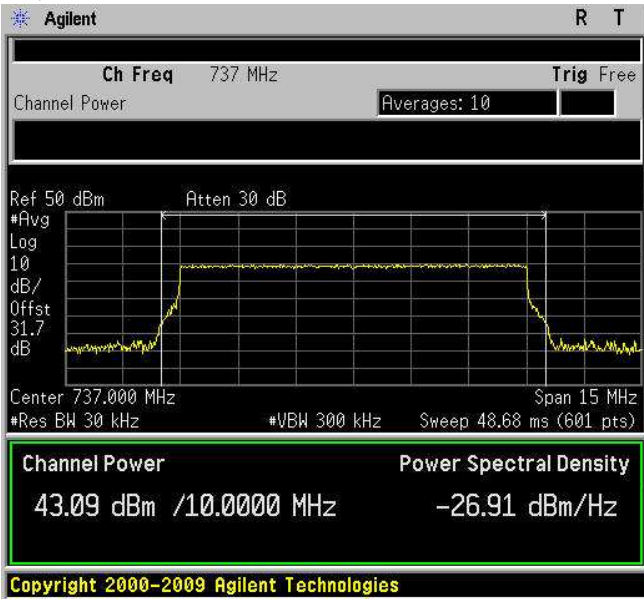 Agilent R T
Ch Freq 737 MHz Trig Free
Channel Power Averages: 10
Ref 50 dBm Atten 30 dB
#Avg
Log
10
dB/
Offst
31.7
dB
Center 737.000 MHz Span 15 MHz
#Res BW 30 kHz #VBW 300 kHz Sweep 48.68 ms (601 pts)
Channel Power Power Spectral Density
43.09 dBm /10.0000 MHz -26.91 dBm/Hz
Copyright 2000-2009 Agilent Technologies